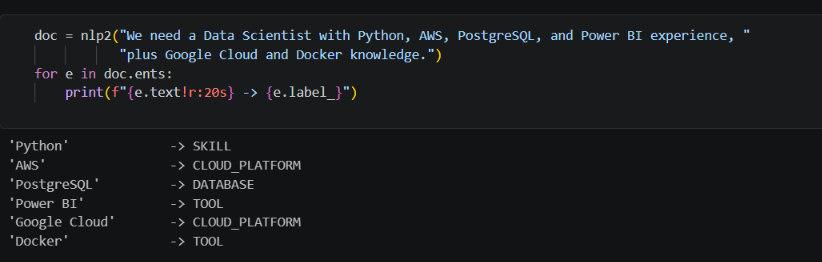 doc = nlp2("We need a Data Scientist with Python, AWS, PostgreSQL, and Power BI experience, "
           "plus Google Cloud and Docker knowledge.")
for e in doc.ents:
    print(f"{e.text!r:20s} -> {e.label_}")
'Python'             -> SKILL
'AWS'                -> CLOUD_PLATFORM
'PostgreSQL'         -> DATABASE
'Power BI'           -> TOOL
'Google Cloud'       -> CLOUD_PLATFORM
'Docker'             -> TOOL